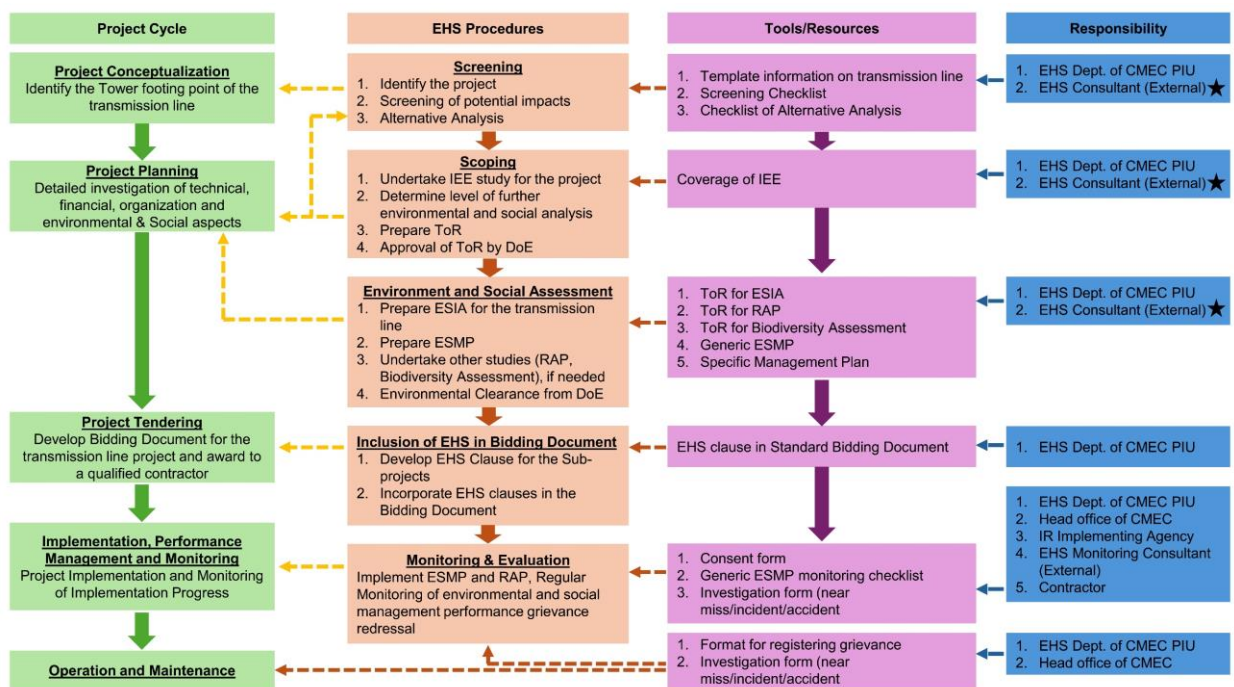 Project Cycle
EHS Procedures
Tools/Resources
Responsibility
Project Conceptualization
Identify the Tower footing point of the
transmission line
Screening
1. Identify the project
2. Screening of potential impacts
3. Alternative Analysis
1. Template information on transmission line
2. Screening Checklist
3. Checklist of Alternative Analysis
1. EHS Dept. of CMEC PIU
2. EHS Consultant (External)
Project Planning
Detailed investigation of technical,
financial, organization and
environmental & Social aspects
Scoping
1. Undertake IEE study for the project
2. Determine level of further
environmental and social analysis
3. Prepare ToR
4. Approval of ToR by DoE
Coverage of IEE
1. EHS Dept. of CMEC PIU
2. EHS Consultant (External)
Environment and Social Assessment
1. Prepare ESIA for the transmission
line
2. Prepare ESMP
3. Undertake other studies (RAP,
Biodiversity Assessment), if needed
4. Environmental Clearance from DoE
1. ToR for ESIA
2. ToR for RAP
3. ToR for Biodiversity Assessment
4. Generic ESMP
5. Specific Management Plan
1. EHS Dept. of CMEC PIU
2. EHS Consultant (External)
Project Tendering
Develop Bidding Document for the
transmission line project and award to
a qualified contractor
Inclusion of EHS in Bidding Document
1. Develop EHS Clause for the Sub-
projects
2. Incorporate EHS clauses in the
Bidding Document
EHS clause in Standard Bidding Document
1. EHS Dept. of CMEC PIU
Implementation, Performance
Management and Monitoring
Project Implementation and Monitoring
of Implementation Progress
Monitoring & Evaluation
Implement ESMP and RAP, Regular
Monitoring of environmental and social
management performance grievance
redressal
1. Consent form
2. Generic ESMP monitoring checklist
3. Investigation form (near
miss/incident/accident
1. EHS Dept. of CMEC PIU
2. Head office of CMEC
3. IR Implementing Agency
4. EHS Monitoring Consultant
(External)
5. Contractor
Operation and Maintenance
1. Format for registering grievance
2. Investigation form (near
miss/incident/accident
1. EHS Dept. of CMEC PIU
2. Head office of CMEC